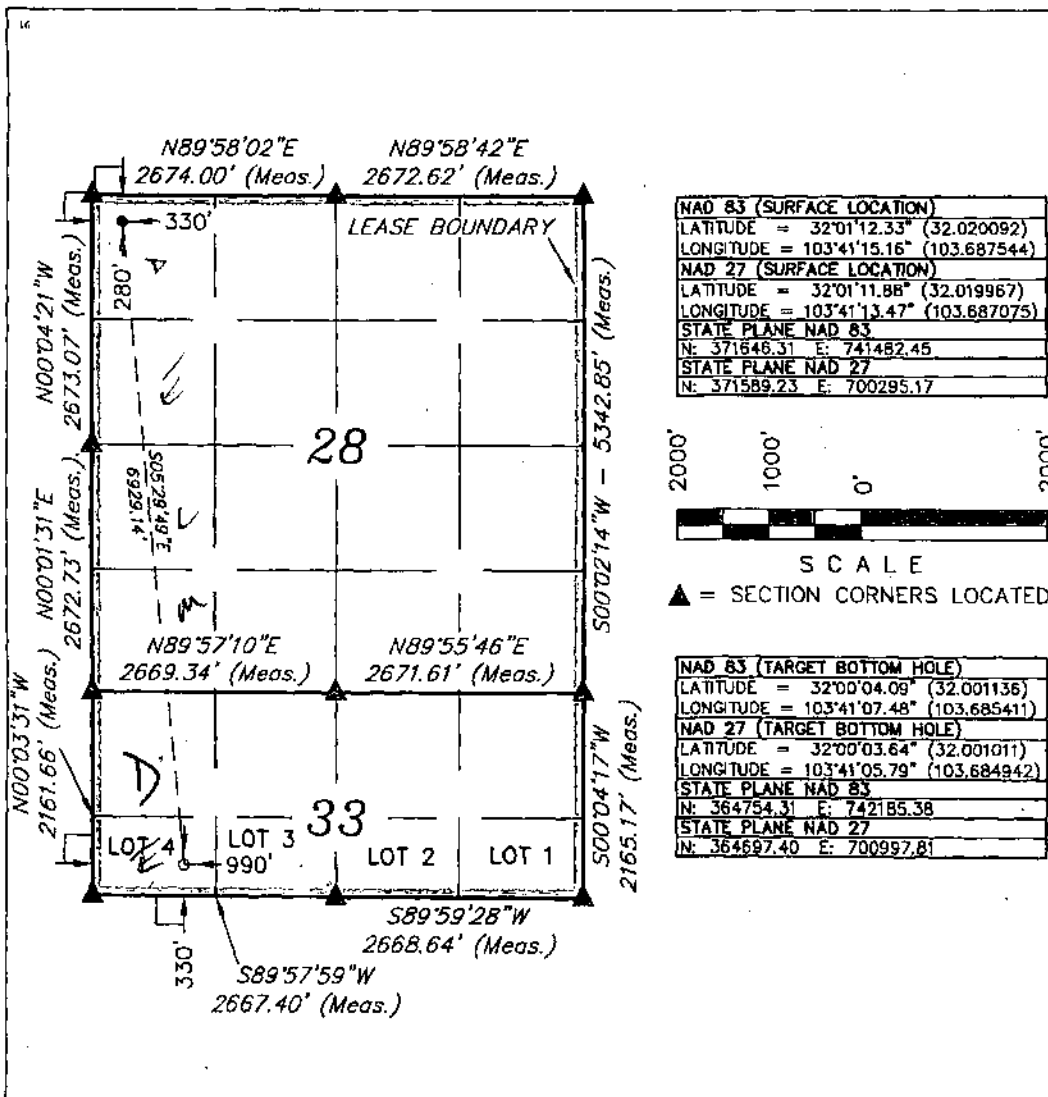 N89°58'02"E
2674.00' (Meas.)
N89°58'42"E
2672.62' (Meas.)
330'
LEASE BOUNDARY
280'
N00°04'21"W
2673.07' (Meas.)
28
S05°29'49"E
6929.14'
N00°01'31"E
2672.73' (Meas.)
S00°02'14"W - 5342.85' (Meas.)
N89°57'10"E
2669.34' (Meas.)
N89°55'46"E
2671.61' (Meas.)
N00°03'31"W
2161.66' (Meas.)
D
33
LOT 4
LOT 3
LOT 2
LOT 1
990'
S00°04'17"W
2165.17' (Meas.)
330'
S89°59'28"W
2668.64' (Meas.)
S89°57'59"W
2667.40' (Meas.)
NAD 83 (SURFACE LOCATION)
LATITUDE = 32°01'12.33" (32.020092)
LONGITUDE = 103°41'15.16" (103.687544)
NAD 27 (SURFACE LOCATION)
LATITUDE = 32°01'11.88" (32.019967)
LONGITUDE = 103°41'13.47" (103.687075)
STATE PLANE NAD 83
N: 371646.31 E: 741482.45
STATE PLANE NAD 27
N: 371589.23 E: 700295.17
2000'
1000'
0'
2000'
SCALE
▲ = SECTION CORNERS LOCATED
NAD 83 (TARGET BOTTOM HOLE)
LATITUDE = 32°00'04.09" (32.001136)
LONGITUDE = 103°41'07.48" (103.685411)
NAD 27 (TARGET BOTTOM HOLE)
LATITUDE = 32°00'03.64" (32.001011)
LONGITUDE = 103°41'05.79" (103.684942)
STATE PLANE NAD 83
N: 364754.31 E: 742185.38
STATE PLANE NAD 27
N: 364697.40 E: 700997.81